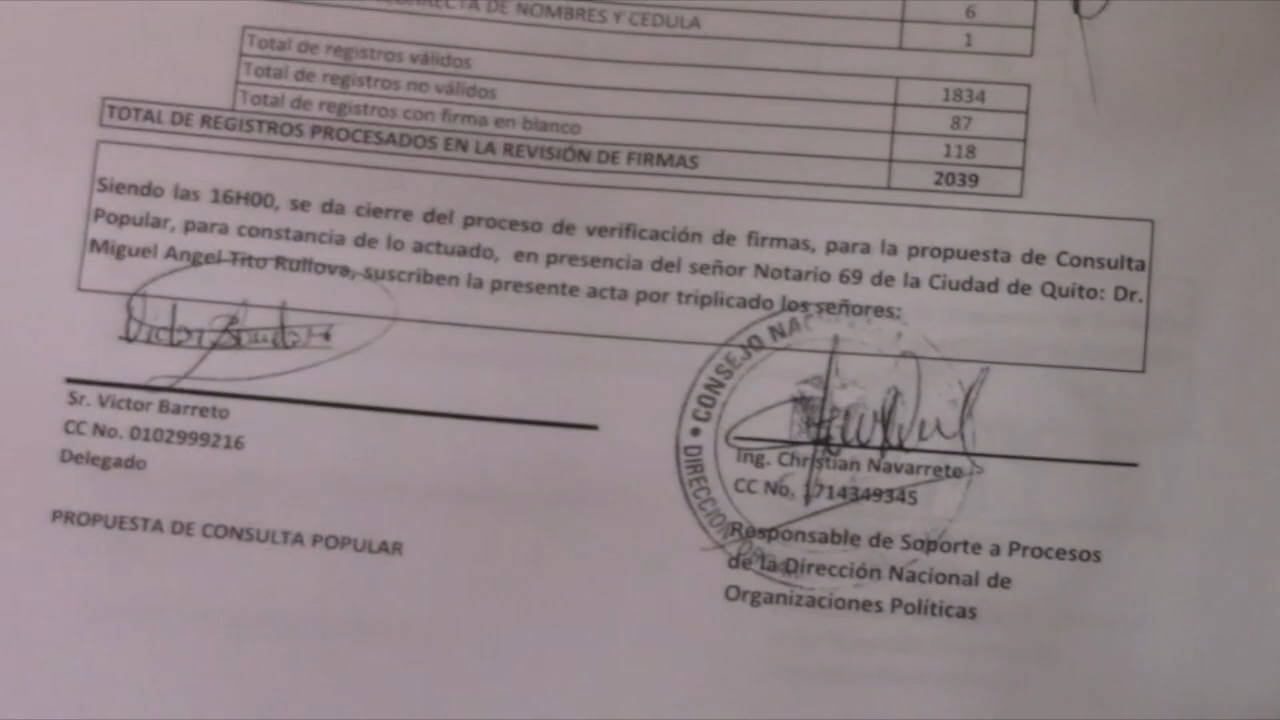 DE NOMBRES Y CEDULA
6
1
Total de registros válidos 1834
Total de registros no válidos 87
Total de registros con firma en blanco 118
TOTAL DE REGISTROS PROCESADOS EN LA REVISIÓN DE FIRMAS 2039
Siendo las 16H00, se da cierre del proceso de verificación de firmas, para la propuesta de Consulta
Popular, para constancia de lo actuado, en presencia del señor Notario 69 de la Ciudad de Quito: Dr.
Miguel Angel Tito Rullova, suscriben la presente acta por triplicado los señores:
Victor Barreto
CONSEJO NAC
DIRECCION
Sr. Victor Barreto
CC No. 0102999216
Delegado
PROPUESTA DE CONSULTA POPULAR
Ing. Christian Navarrete
CC No. 1714349345
Responsable de Soporte a Procesos
de la Dirección Nacional de
Organizaciones Políticas